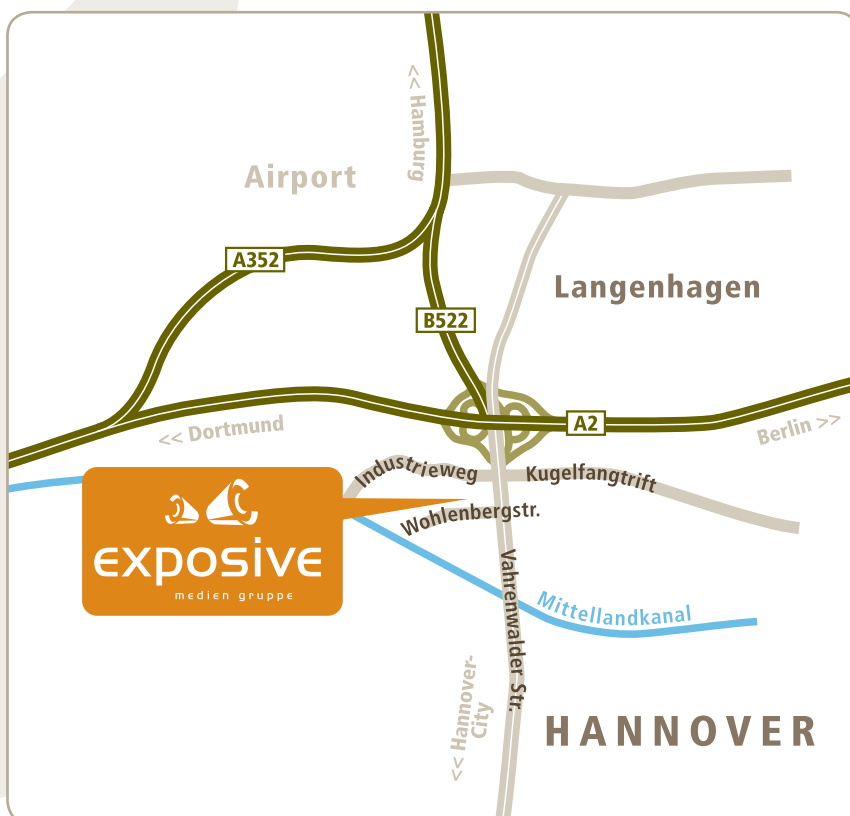 << Hamburg
Airport
A352
Langenhagen
B522
A2
<< Dortmund
Berlin >>
Industrieweg
Kugelfangtrift
Wohlenbergstr.
exposive
medien gruppe
Vahrenwalder Str.
Mittellandkanal
<< Hannover-
City
HANNOVER